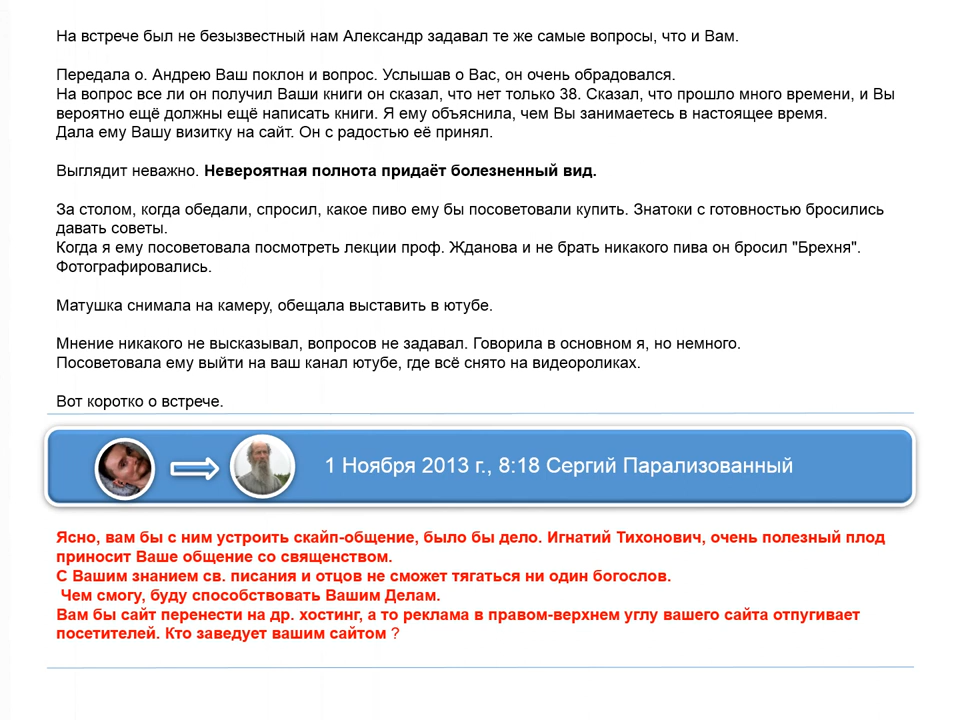 На встрече был не безызвестный нам Александр задавал те же самые вопросы, что и Вам.
Передала о. Андрею Ваш поклон и вопрос. Услышав о Вас, он очень обрадовался.
На вопрос все ли он получил Ваши книги он сказал, что нет только 38. Сказал, что прошло много времени, и Вы
вероятно ещё должны ещё написать книги. Я ему объяснила, чем Вы занимаетесь в настоящее время.
Дала ему Вашу визитку на сайт. Он с радостью её принял.
Выглядит неважно. Невероятная полнота придаёт болезненный вид.
За столом, когда обедали, спросил, какое пиво ему бы посоветовали купить. Знатоки с готовностью бросились
давать советы.
Когда я ему посоветовала посмотреть лекции проф. Жданова и не брать никакого пива он бросил "Брехня".
Фотографировались.
Матушка снимала на камеру, обещала выставить в ютубе.
Мнение никакого не высказывал, вопросов не задавал. Говорила в основном я, но немного.
Посоветовала ему выйти на ваш канал ютубе, где всё снято на видеороликах.
Вот коротко о встрече.
1 Ноября 2013 г., 8:18 Сергий Парализованный
Ясно, вам бы с ним устроить скайп-общение, было бы дело. Игнатий Тихонович, очень полезный плод
приносит Ваше общение со священством.
С Вашим знанием св. писания и отцов не сможет тягаться ни один богослов.
Чем смогу, буду способствовать Вашим Делам.
Вам бы сайт перенести на др. хостинг, а то реклама в правом-верхнем углу вашего сайта отпугивает
посетителей. Кто заведует вашим сайтом ?